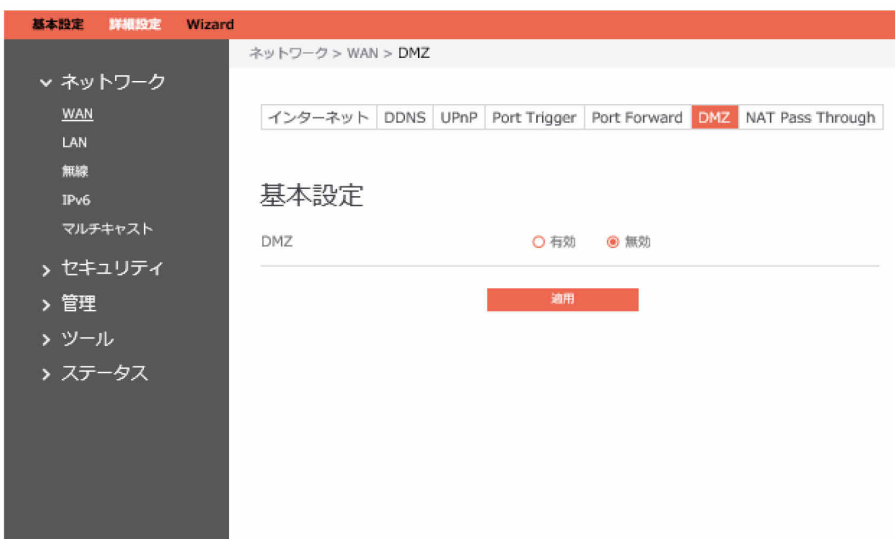 基本設定 詳細設定 Wizard
ネットワーク > WAN > DMZ
ネットワーク
WAN
LAN
無線
IPv6
マルチキャスト
セキュリティ
管理
ツール
ステータス
インターネット DDNS UPnP Port Trigger Port Forward DMZ NAT Pass Through
基本設定
DMZ 有効 無効
適用